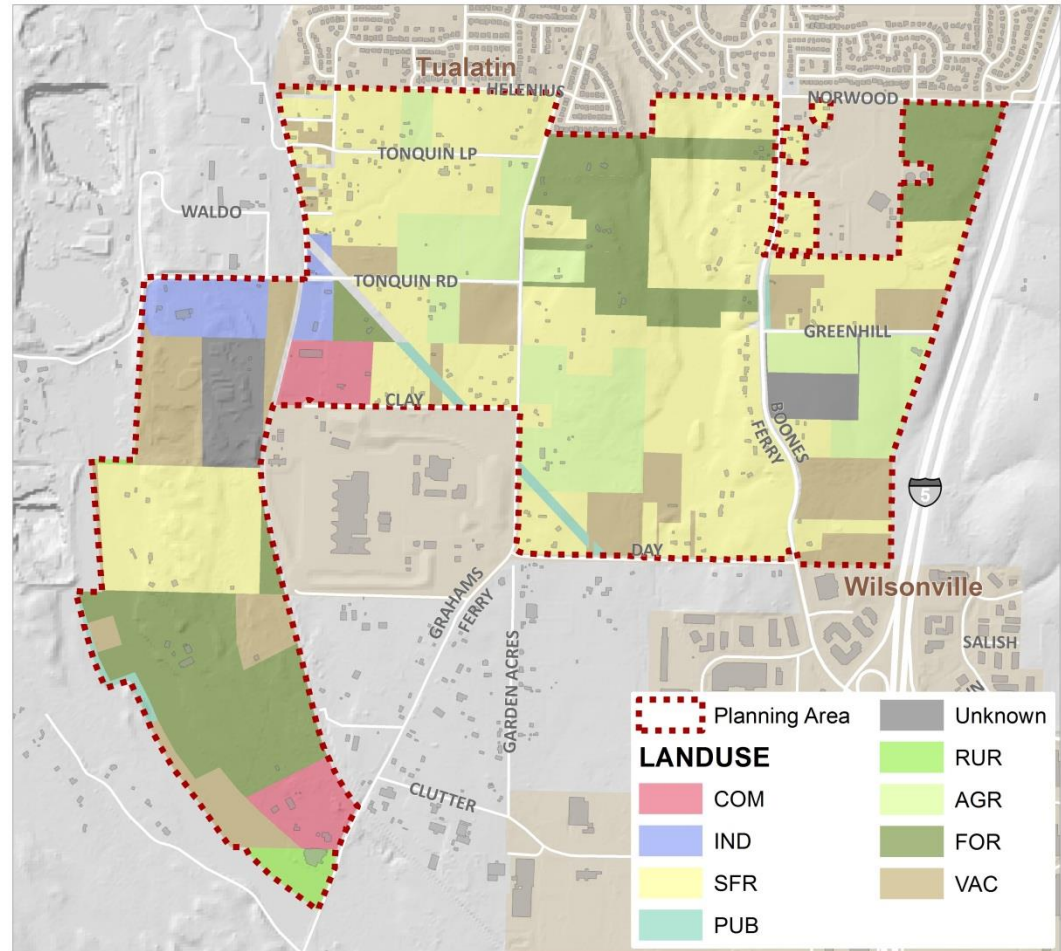 Tualatin
HELENIUS
NORWOOD
TONQUIN LP
WALDO
TONQUIN RD
GREENHILL
CLAY
BOONES
FERRY
5
DAY
Wilsonville
GRAHAMS
FERRY
GARDEN ACRES
SALISH
CLUTTER
Planning Area
Unknown
LANDUSE
RUR
COM
AGR
IND
FOR
SFR
VAC
PUB